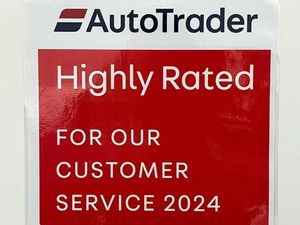 AutoTrader
Highly Rated
FOR OUR
CUSTOMER
SERVICE 2024